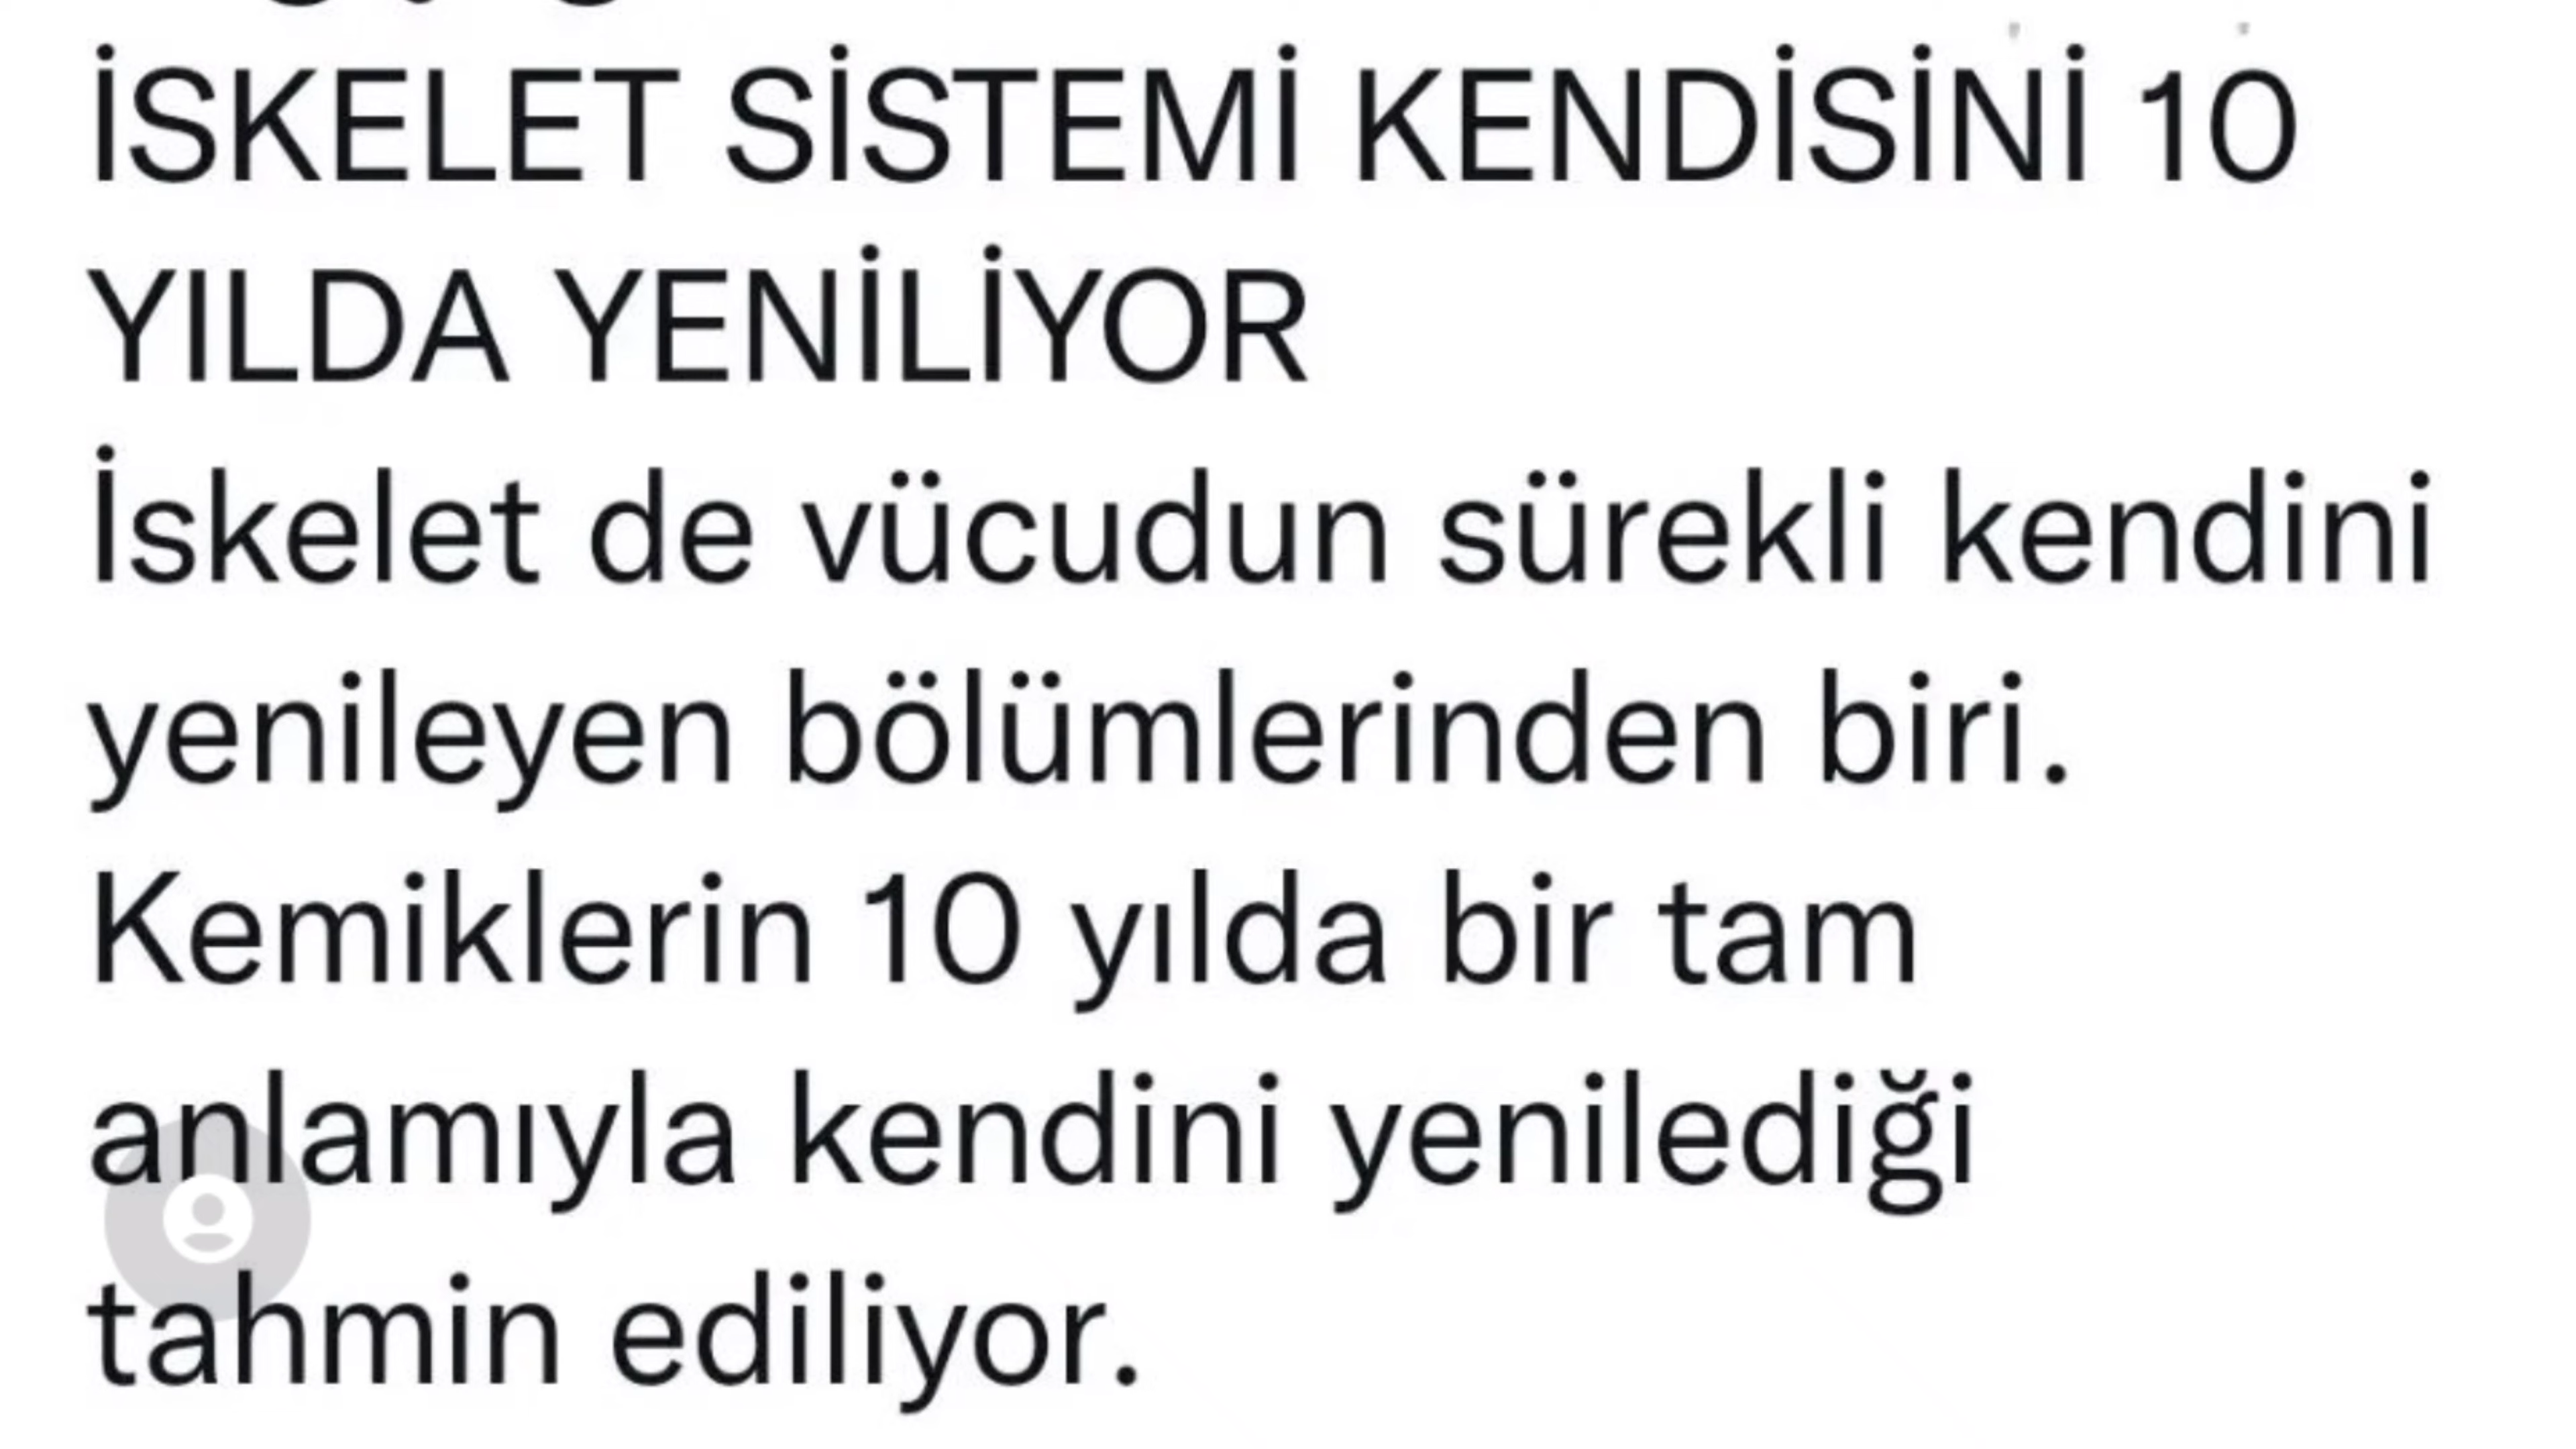 İSKELET SİSTEMİ KENDİSİNİ 10
YILDA YENİLİYOR
İskelet de vücudun sürekli kendini
yenileyen bölümlerinden biri.
Kemiklerin 10 yılda bir tam
anlamıyla kendini yenilediği
tahmin ediliyor.